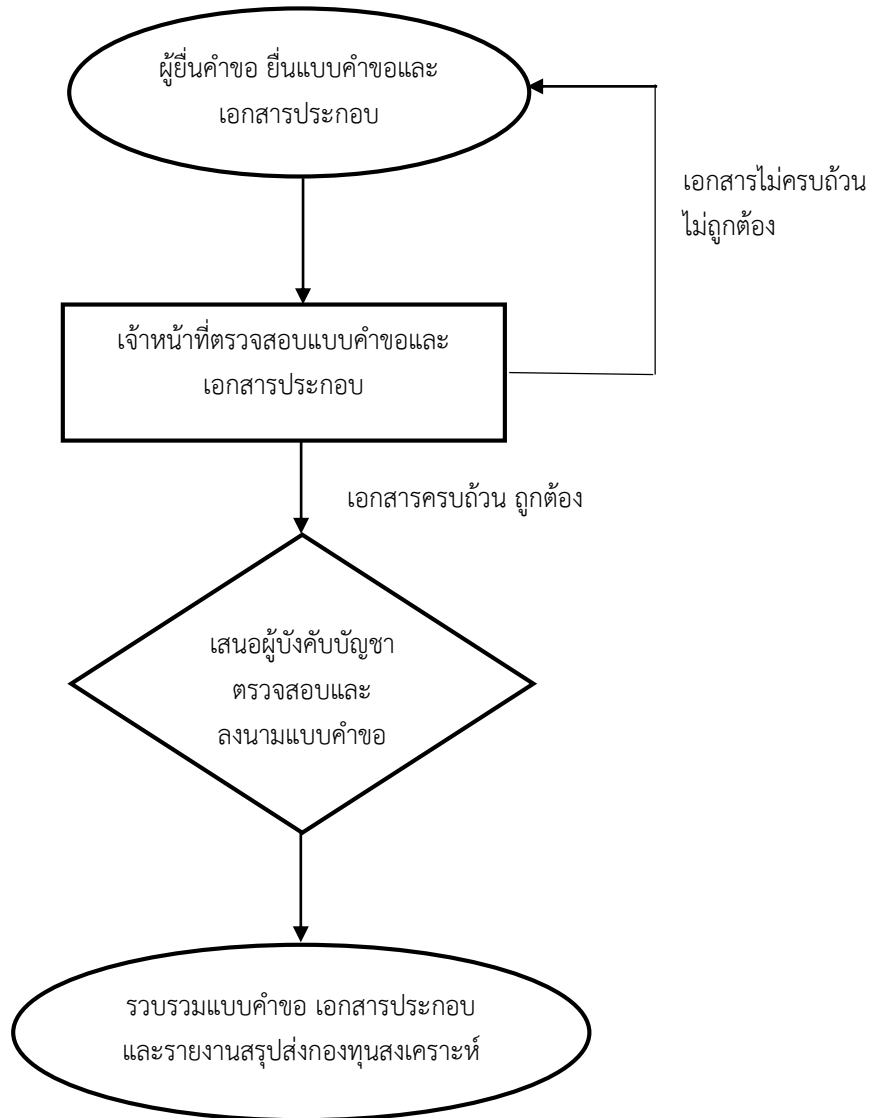 ผู้ยื่นคำขอ ยื่นแบบคำขอและ
เอกสารประกอบ
เอกสารไม่ครบถ้วน
ไม่ถูกต้อง
เจ้าหน้าที่ตรวจสอบแบบคำขอและ
เอกสารประกอบ
เอกสารครบถ้วน ถูกต้อง
เสนอผู้บังคับบัญชา
ตรวจสอบและ
ลงนามแบบคำขอ
รวบรวมแบบคำขอ เอกสารประกอบ
และรายงานสรุปส่งกองทุนสงเคราะห์